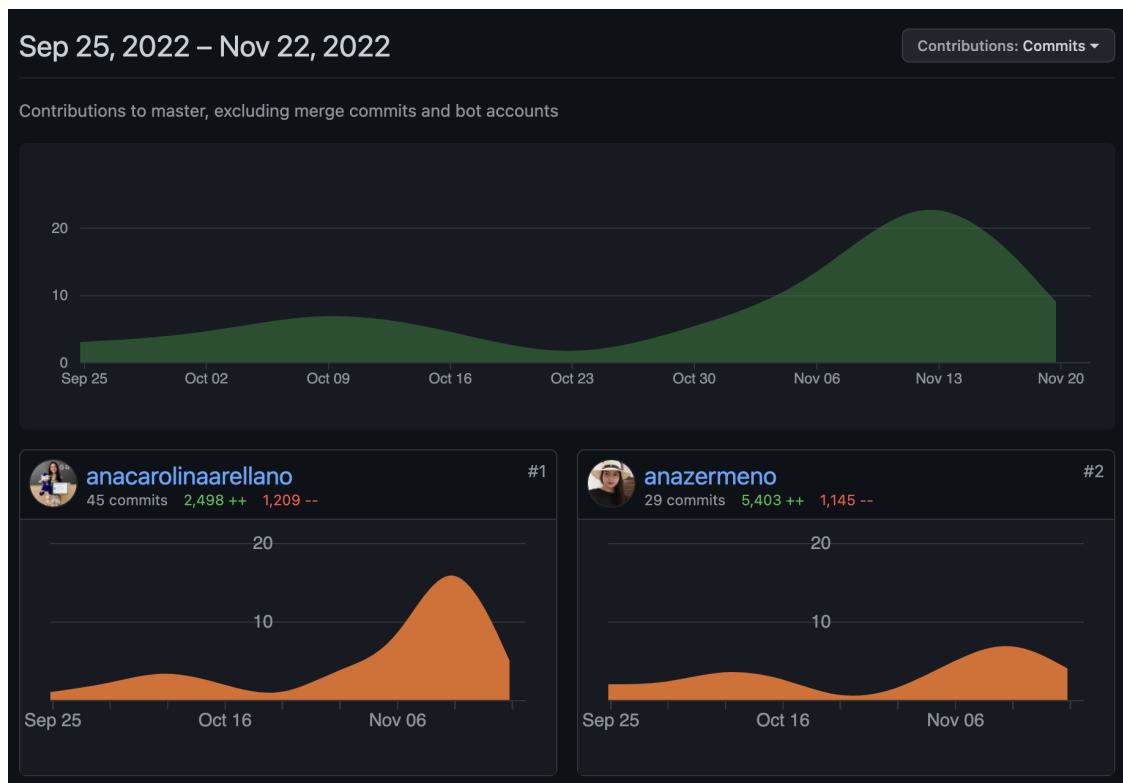 Sep 25, 2022 – Nov 22, 2022
Contributions: Commits
Contributions to master, excluding merge commits and bot accounts
20
10
0
Sep 25 Oct 02 Oct 09 Oct 16 Oct 23 Oct 30 Nov 06 Nov 13 Nov 20
anacarolinaarellano #1
45 commits 2,498 ++ 1,209 --
20
10
Sep 25 Oct 16 Nov 06
anazermeno #2
29 commits 5,403 ++ 1,145 --
20
10
Sep 25 Oct 16 Nov 06